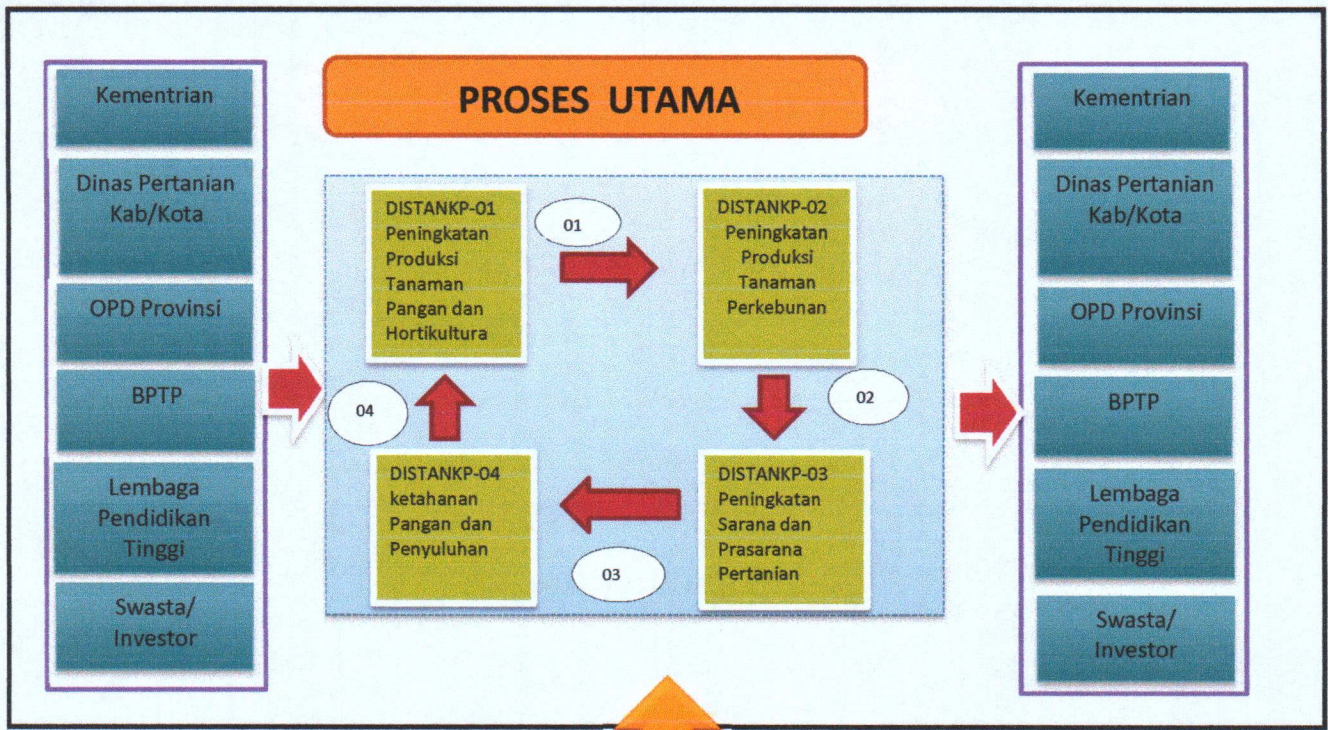 PROSES UTAMA
Kementrian
Dinas Pertanian
Kab/Kota
OPD Provinsi
BPTP
Lembaga
Pendidikan
Tinggi
Swasta/
Investor
DISTANKP-01
Peningkatan
Produksi
Tanaman
Pangan dan
Hortikultura
01
DISTANKP-02
Peningkatan
Produksi
Tanaman
Perkebunan
02
DISTANKP-03
Peningkatan
Sarana dan
Prasarana
Pertanian
03
DISTANKP-04
ketahanan
Pangan dan
Penyuluhan
04
Kementrian
Dinas Pertanian
Kab/Kota
OPD Provinsi
BPTP
Lembaga
Pendidikan
Tinggi
Swasta/
Investor